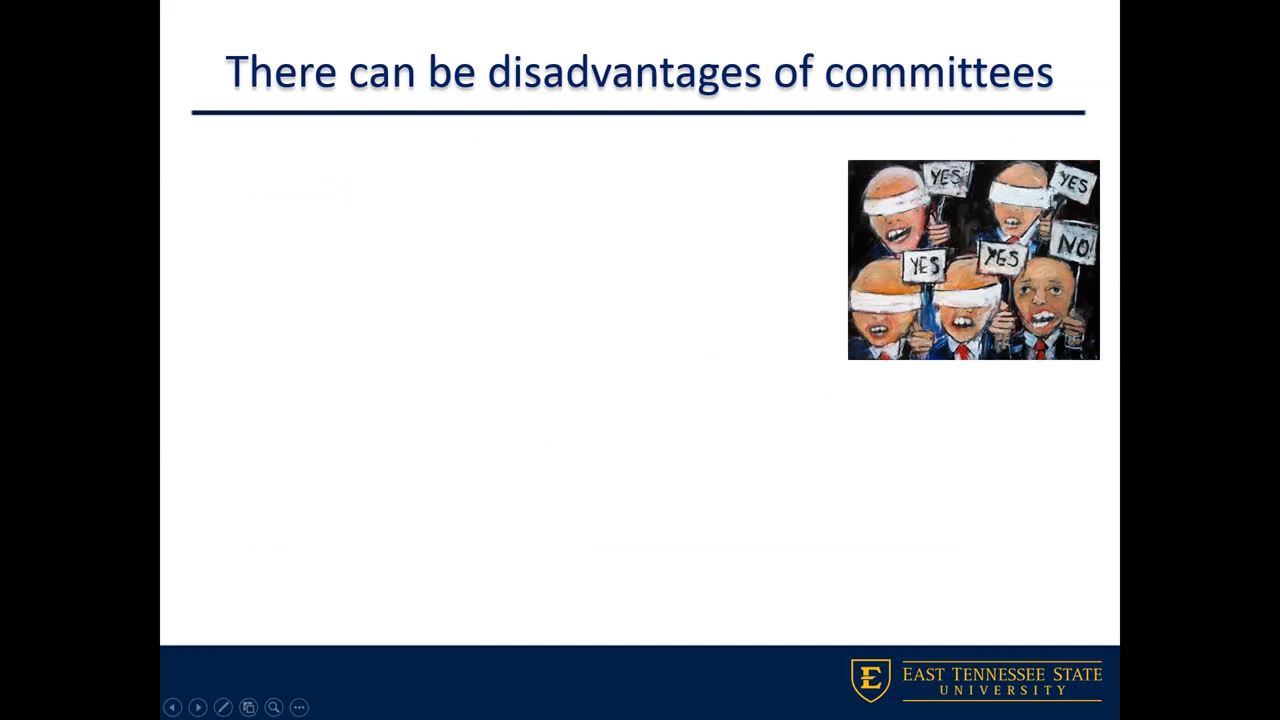 There can be disadvantages of committees
YES
YES
NO
YES
YES
EAST TENNESSEE STATE
UNIVERSITY